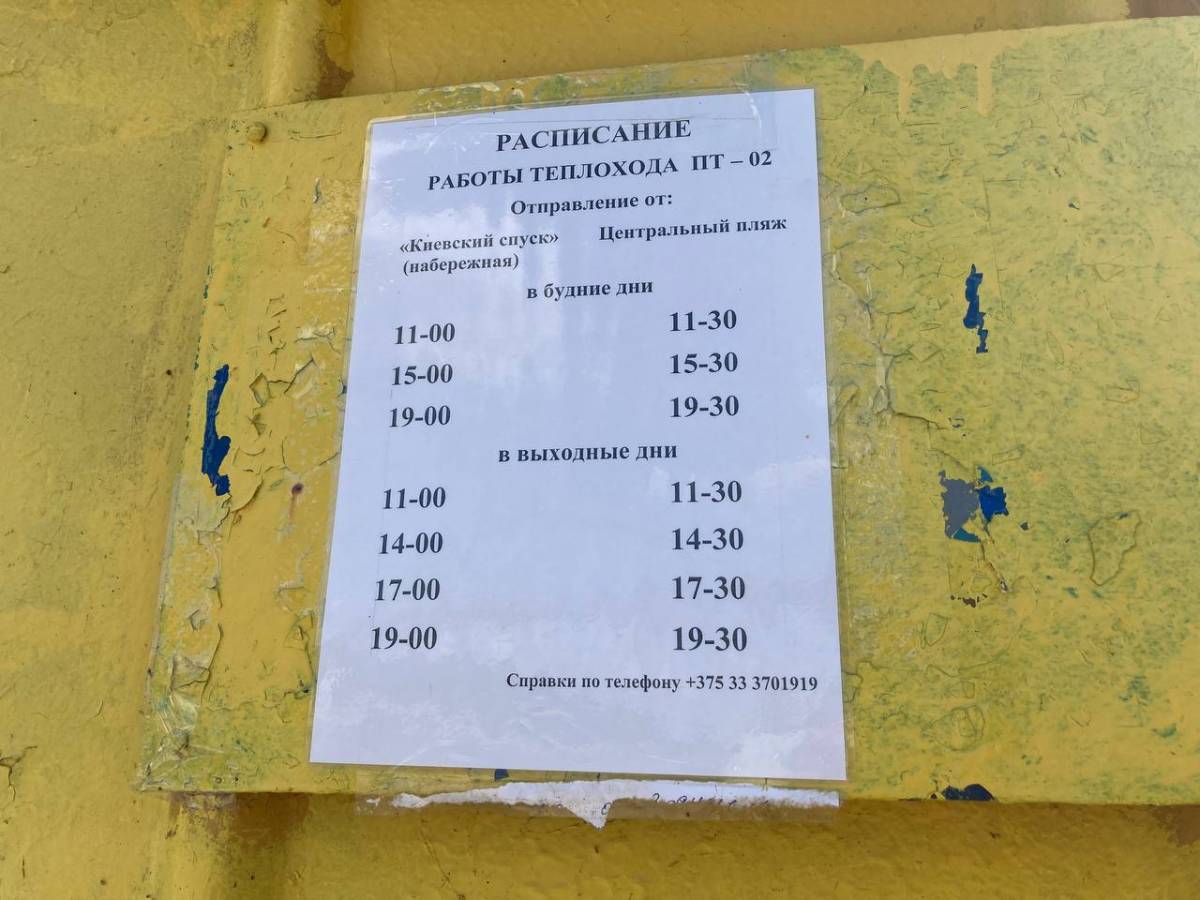 РАСПИСАНИЕ
РАБОТЫ ТЕПЛОХОДА ПТ – 02
Отправление от:
«Киевский спуск» Центральный пляж
(набережная)
в будние дни
11-00 11-30
15-00 15-30
19-00 19-30
в выходные дни
11-00 11-30
14-00 14-30
17-00 17-30
19-00 19-30
Справки по телефону +375 33 3701919